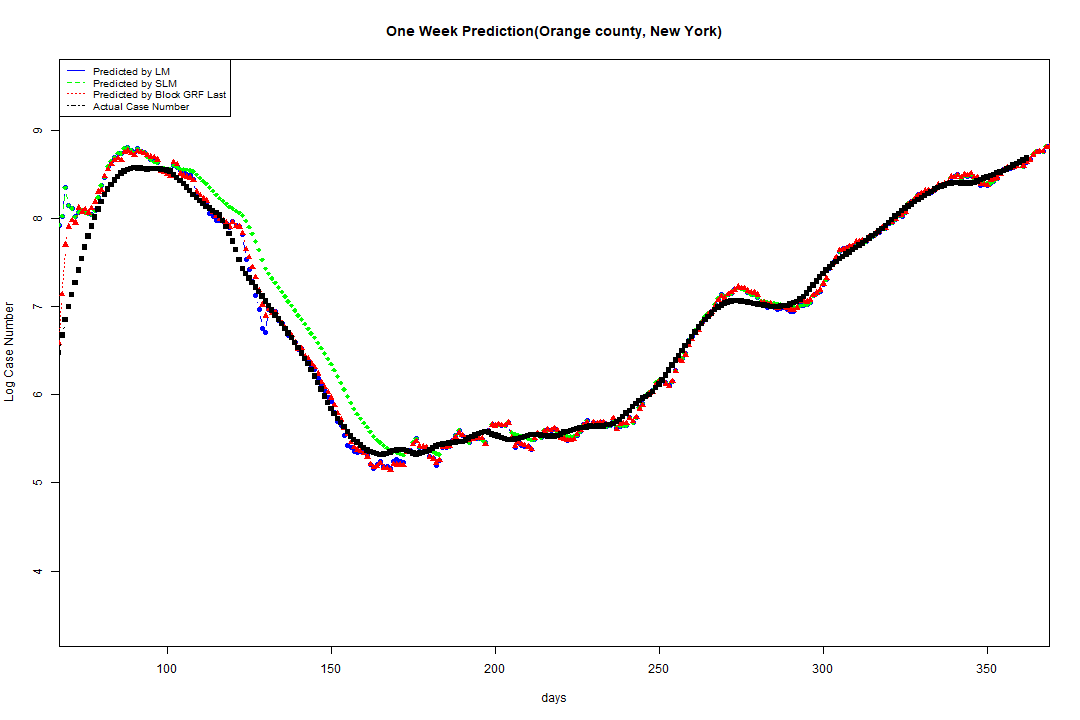 One Week Prediction(Orange county, New York)
Predicted by LM
Predicted by SLM
Predicted by Block GRF Last
Actual Case Number
9
8
7
6
5
4
Log Case Number
100 150 200 250 300 350
days